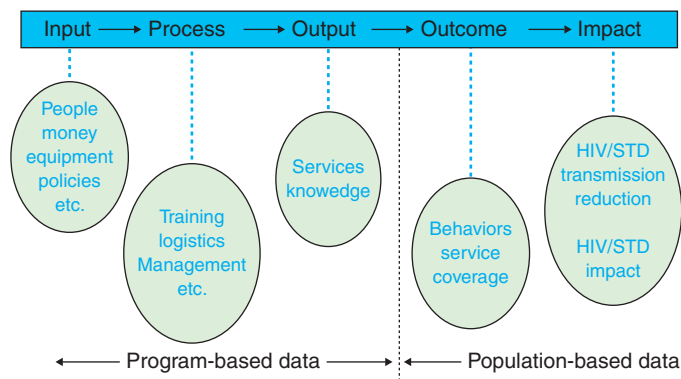 Input Process Output Outcome Impact
People
money
equipment
policies
etc.
Training
logistics
Management
etc.
Services
knowedge
Behaviors
service
coverage
HIV/STD
transmission
reduction
HIV/STD
impact
Program-based data Population-based data